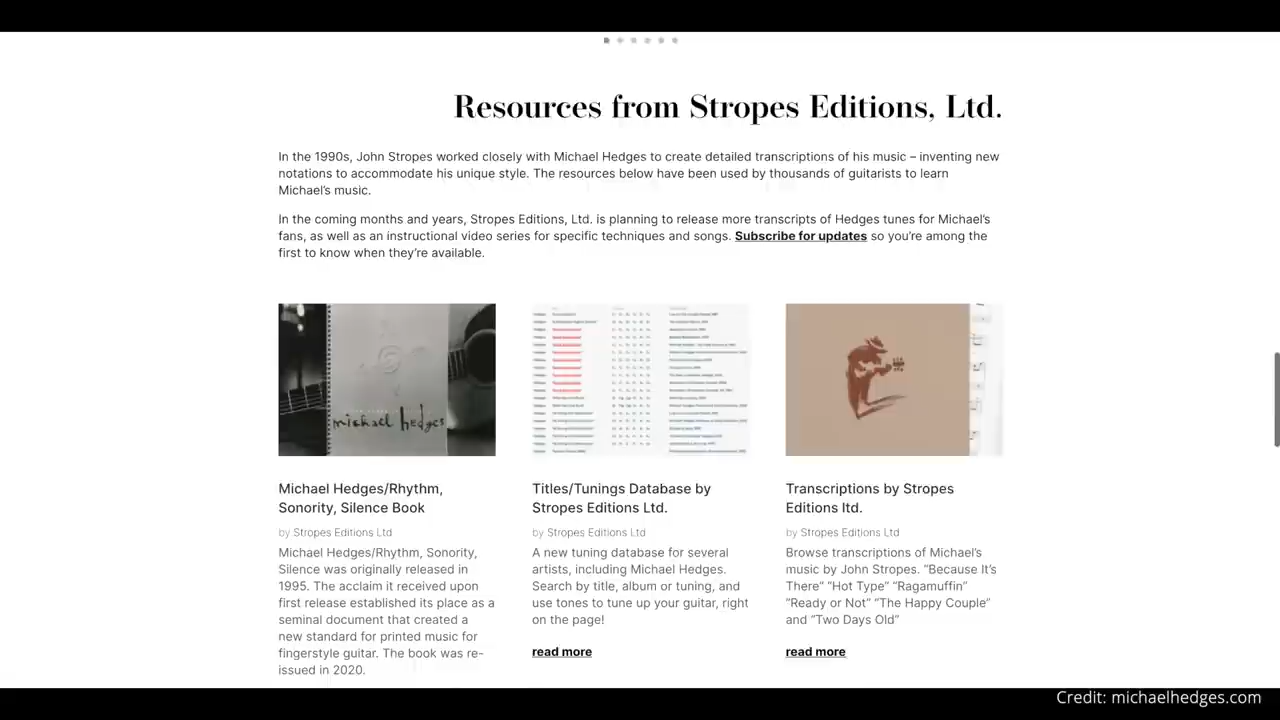 Resources from Stropes Editions, Ltd.
In the 1990s, John Stropes worked closely with Michael Hedges to create detailed transcriptions of his music – inventing new
notations to accommodate his unique style. The resources below have been used by thousands of guitarists to learn
Michael's music.
In the coming months and years, Stropes Editions, Ltd. is planning to release more transcripts of Hedges tunes for Michael's
fans, as well as an instructional video series for specific techniques and songs. Subscribe for updates so you're among the
first to know when they're available.
michael hedges
Michael Hedges/Rhythm,
Sonority, Silence Book
by Stropes Editions Ltd
Michael Hedges/Rhythm, Sonority,
Silence was originally released in
1995. The acclaim it received upon
first release established its place as a
seminal document that created a
new standard for printed music for
fingerstyle guitar. The book was re-
issued in 2020.
Titles/Tunings Database by
Stropes Editions Ltd.
by Stropes Editions Ltd
A new tuning database for several
artists, including Michael Hedges.
Search by title, album or tuning, and
use tones to tune up your guitar, right
on the page!
read more
Transcriptions by Stropes
Editions ltd.
by Stropes Editions Ltd
Browse transcriptions of Michael's
music by John Stropes. "Because It's
There" "Hot Type" "Ragamuffin"
"Ready or Not" "The Happy Couple"
and "Two Days Old"
read more
Credit: michaelhedges.com